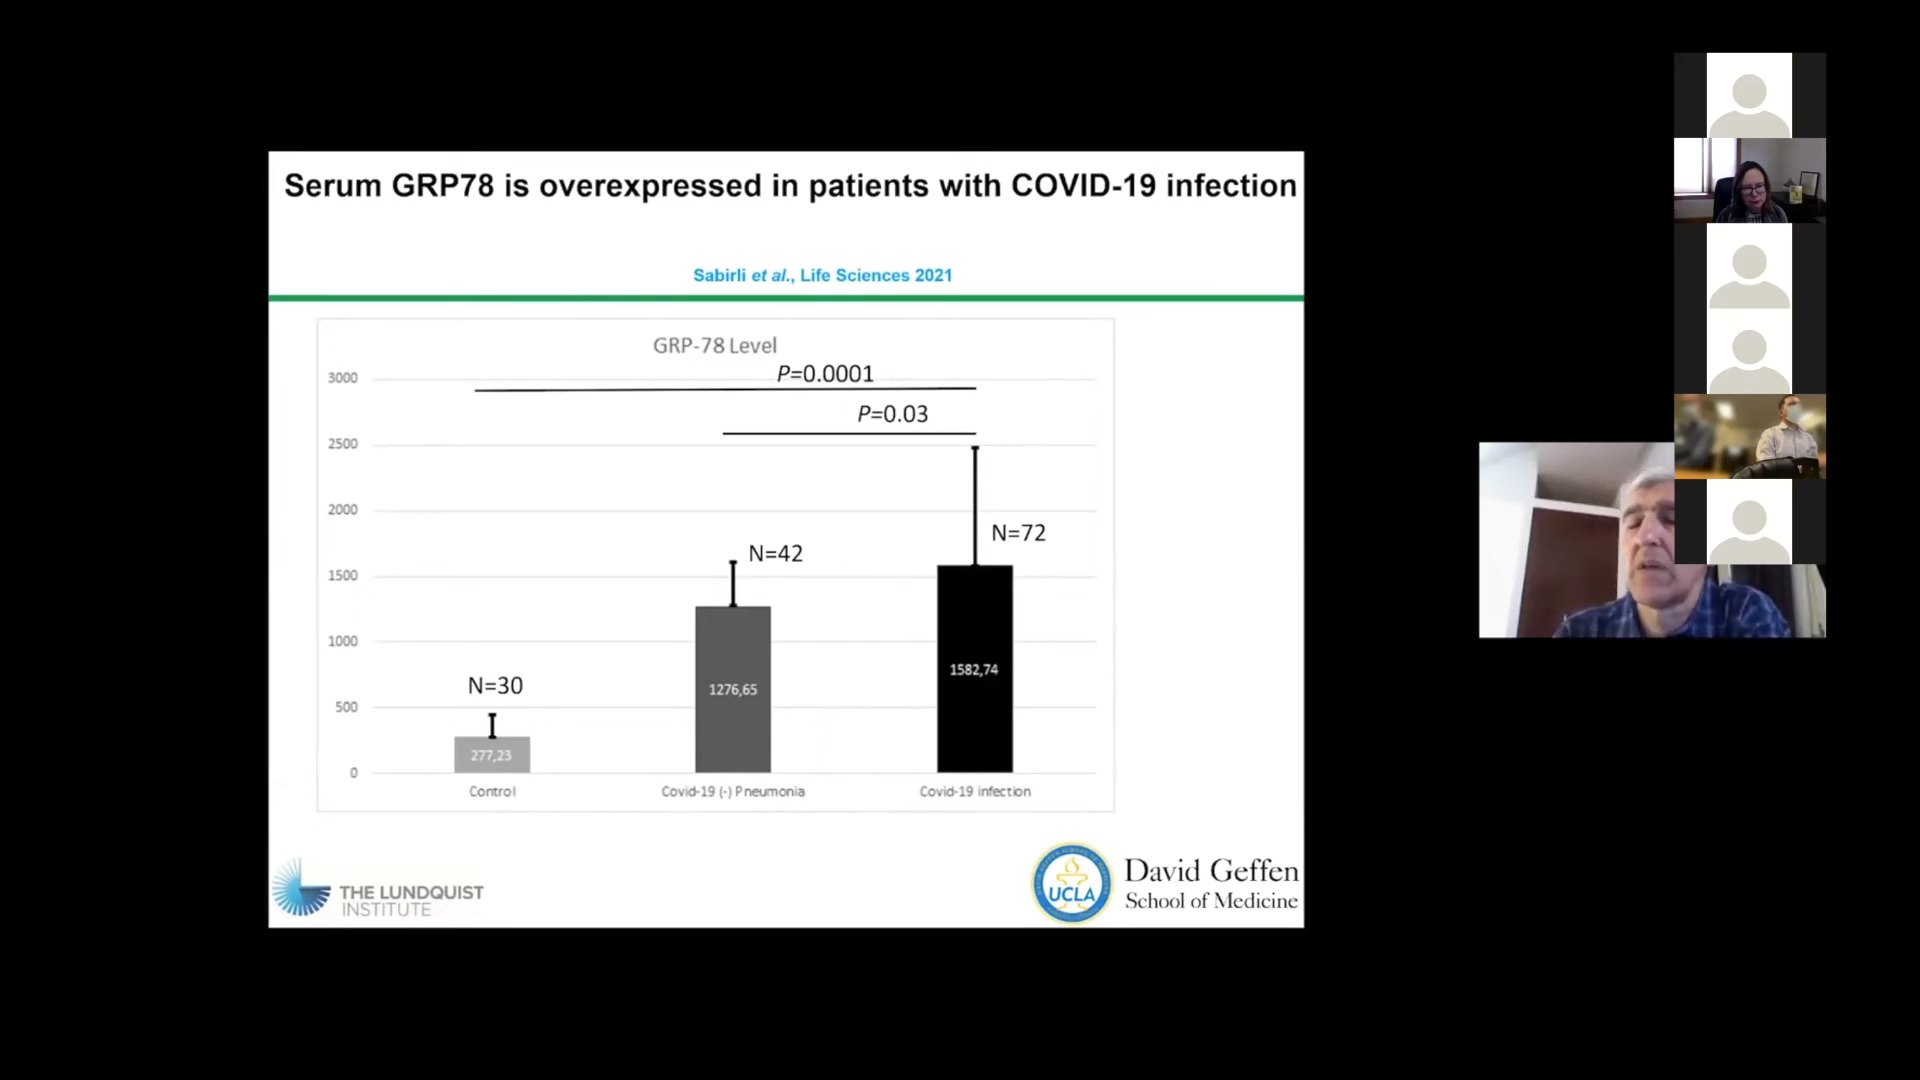 Serum GRP78 is overexpressed in patients with COVID-19 infection
Sabirli et al., Life Sciences 2021
GRP-78 Level
3000
P=0.0001
P=0.03
2500
2000
N=72
N=42
1500
1000
1582,74
1276,65
N=30
500
277,23
0
Control
Covid-19 (-) Pneumonia
Covid-19 infection
THE LUNDQUIST
INSTITUTE
UCLA
David Geffen
School of Medicine